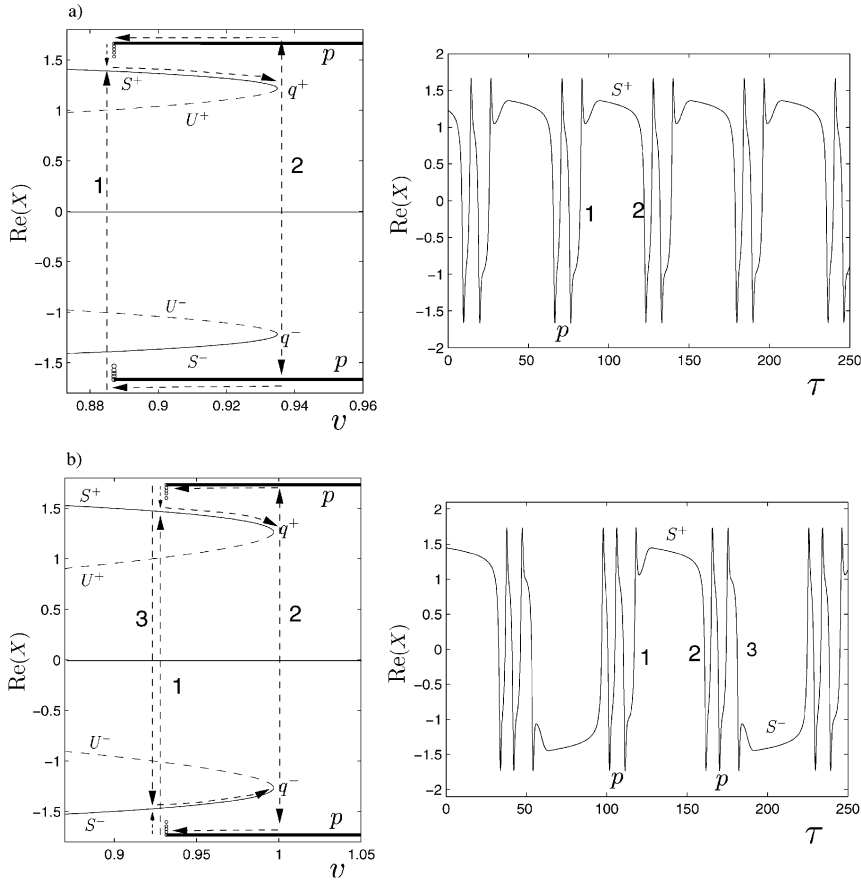 a)
p
1.5
S⁺
q⁺
1
U⁺
0.5
1
2
Re(X)
0
−0.5
−1
U⁻
q⁻
−1.5
S⁻
p
0.88
0.9
0.92
0.94
0.96
v
2
1.5
S⁺
1
0.5
Re(X)
0
1
2
−0.5
−1
−1.5
p
−2
0
50
100
150
200
250
τ
b)
p
1.5
S⁺
q⁺
1
U⁺
0.5
3
2
Re(X)
0
1
−0.5
U⁻
−1
q⁻
−1.5
S⁻
p
0.9
0.95
1
1.05
v
2
1.5
S⁺
1
0.5
Re(X)
0
1
2
3
−0.5
−1
S⁻
−1.5
p
p
−2
0
50
100
150
200
250
τ